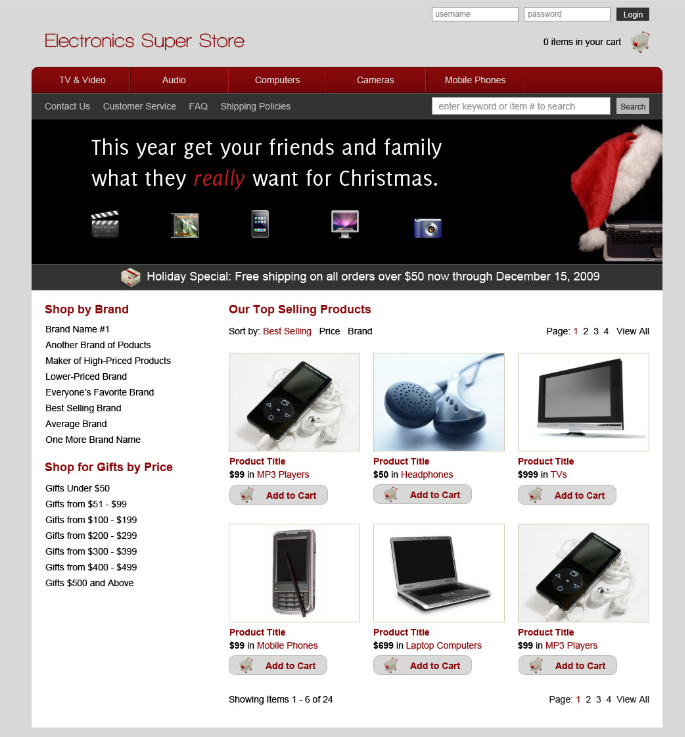 username password Login
Electronics Super Store
0 items in your cart
TV & Video Audio Computers Cameras Mobile Phones
Contact Us Customer Service FAQ Shipping Policies enter keyword or item # to search Search
This year get your friends and family
what they really want for Christmas.
Holiday Special: Free shipping on all orders over $50 now through December 15, 2009
Shop by Brand
Brand Name #1
Another Brand of Poducts
Maker of High-Priced Products
Lower-Priced Brand
Everyone's Favorite Brand
Best Selling Brand
Average Brand
One More Brand Name
Shop for Gifts by Price
Gifts Under $50
Gifts from $51 - $99
Gifts from $100 - $199
Gifts from $200 - $299
Gifts from $300 - $399
Gifts from $400 - $499
Gifts $500 and Above
Our Top Selling Products
Sort by: Best Selling Price Brand Page: 1 2 3 4 View All
Product Title
$99 in MP3 Players
Add to Cart
Product Title
$50 in Headphones
Add to Cart
Product Title
$999 in TVs
Add to Cart
Product Title
$99 in Mobile Phones
Add to Cart
Product Title
$699 in Laptop Computers
Add to Cart
Product Title
$99 in MP3 Players
Add to Cart
Showing Items 1 - 6 of 24 Page: 1 2 3 4 View All